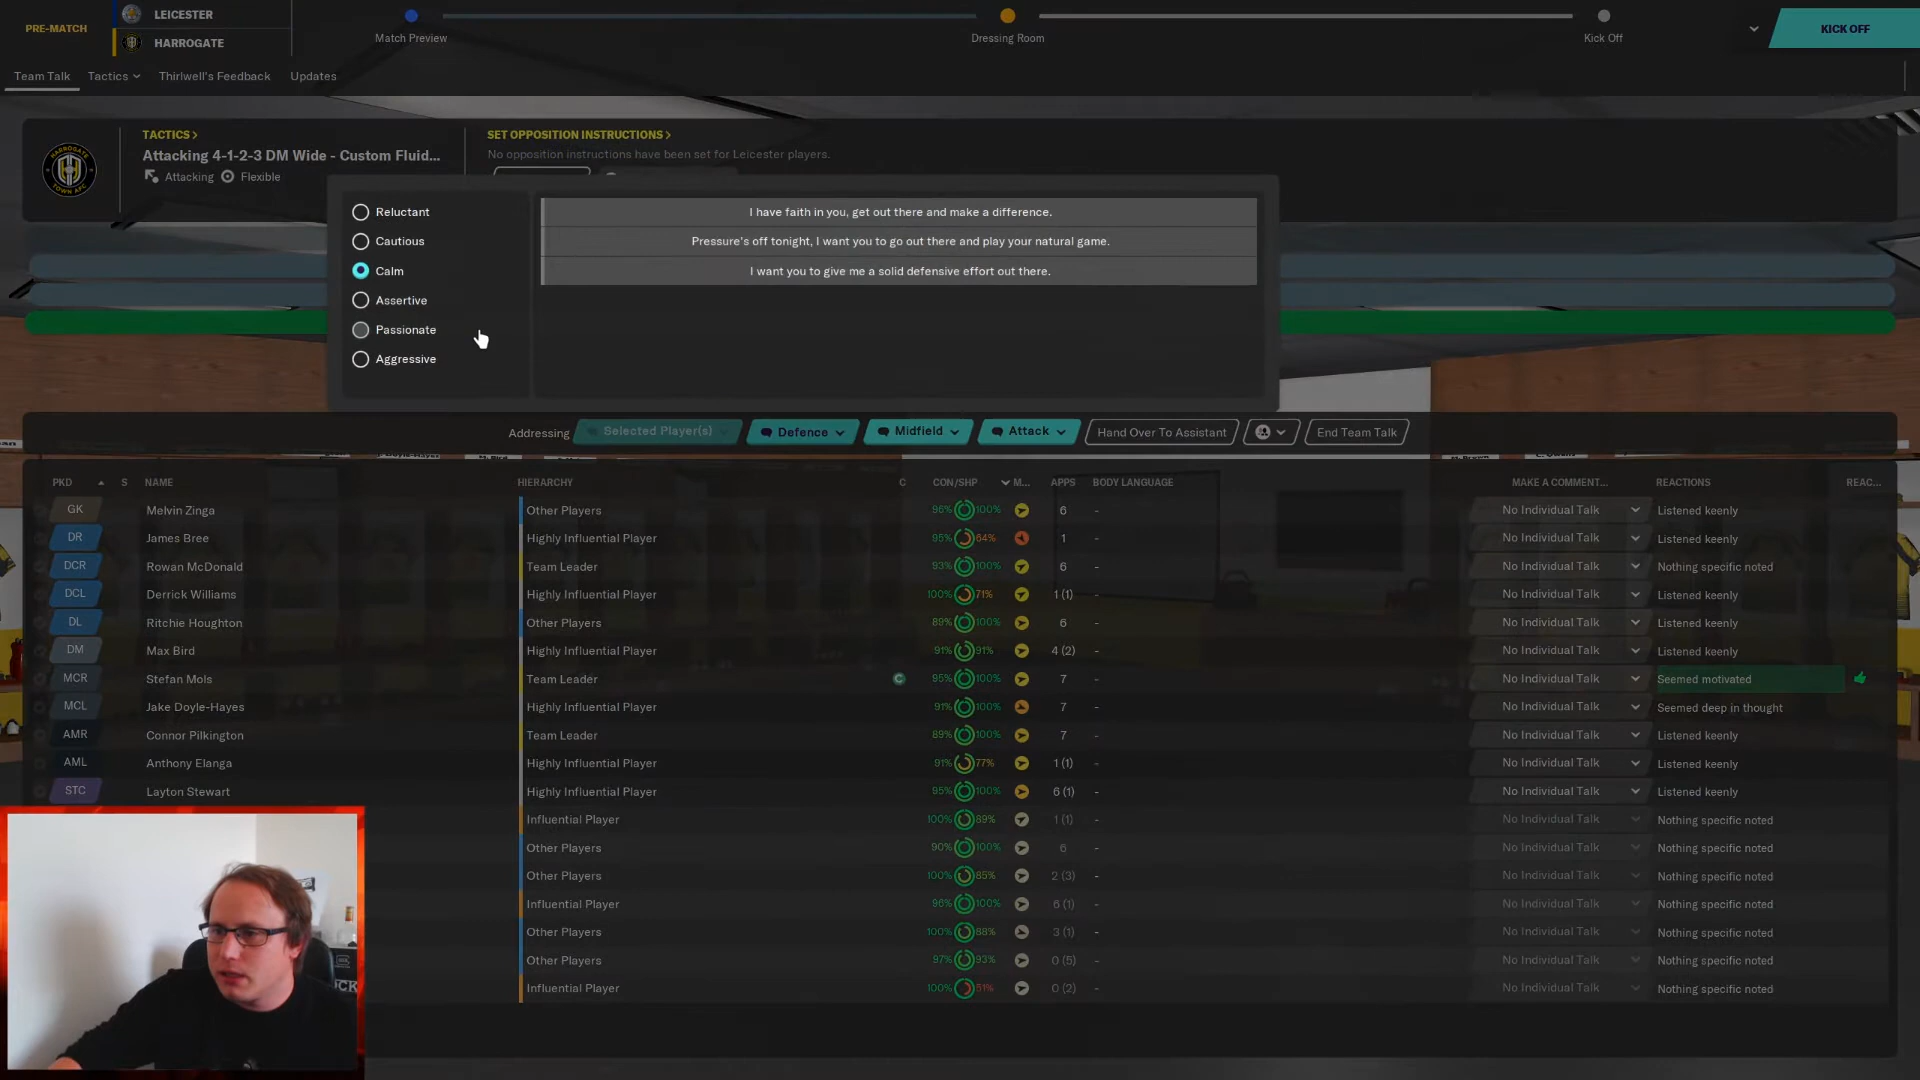 PRE-MATCH
LEICESTER
HARROGATE
Match Preview
Dressing Room
Kick Off
KICK OFF
Team Talk
Tactics
Thirlwell's Feedback
Updates
TACTICS >
Attacking 4-1-2-3 DM Wide - Custom Fluid...
Attacking
Flexible
SET OPPOSITION INSTRUCTIONS >
No opposition instructions have been set for Leicester players.
Reluctant
Cautious
Calm
Assertive
Passionate
Aggressive
I have faith in you, get out there and make a difference.
Pressure's off tonight, I want you to go out there and play your natural game.
I want you to give me a solid defensive effort out there.
Addressing
Selected Player(s)
Defence
Midfield
Attack
Hand Over To Assistant
End Team Talk
PKD S NAME HIERARCHY C CON/SHP M... APPS BODY LANGUAGE MAKE A COMMENT... REACTIONS REAC...
GK Melvin Zinga Other Players 96% 100% 6 - No Individual Talk Listened keenly
DR James Bree Highly Influential Player 95% 64% 1 - No Individual Talk Listened keenly
DCR Rowan McDonald Team Leader 93% 100% 6 - No Individual Talk Nothing specific noted
DCL Derrick Williams Highly Influential Player 100% 71% 1 (1) - No Individual Talk Listened keenly
DL Ritchie Houghton Other Players 89% 100% 6 - No Individual Talk Listened keenly
DM Max Bird Highly Influential Player 91% 91% 4 (2) - No Individual Talk Listened keenly
MCR Stefan Mols Team Leader C 95% 100% 7 - No Individual Talk Seemed motivated
MCL Jake Doyle-Hayes Highly Influential Player 91% 100% 7 - No Individual Talk Seemed deep in thought
AMR Connor Pilkington Team Leader 89% 100% 7 - No Individual Talk Listened keenly
AML Anthony Elanga Highly Influential Player 91% 77% 1 (1) - No Individual Talk Listened keenly
STC Layton Stewart Highly Influential Player 95% 100% 6 (1) - No Individual Talk Listened keenly
Influential Player 100% 89% 1 (1) - No Individual Talk Nothing specific noted
Other Players 90% 100% 6 - No Individual Talk Nothing specific noted
Other Players 100% 85% 2 (3) - No Individual Talk Nothing specific noted
Influential Player 96% 100% 6 (1) - No Individual Talk Nothing specific noted
Other Players 100% 88% 3 (1) - No Individual Talk Nothing specific noted
Other Players 97% 93% 0 (5) - No Individual Talk Nothing specific noted
Influential Player 100% 51% 0 (2) - No Individual Talk Nothing specific noted